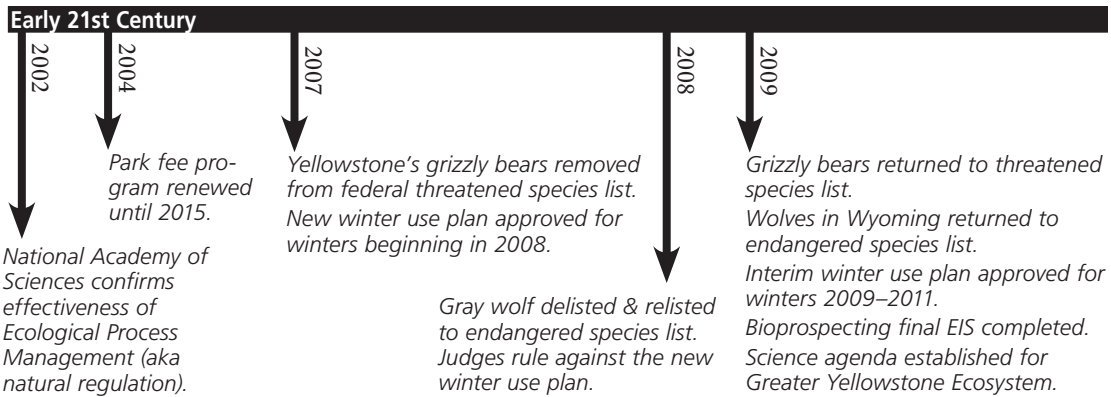 Early 21st Century
2002
National Academy of
Sciences confirms
effectiveness of
Ecological Process
Management (aka
natural regulation).
2004
Park fee pro-
gram renewed
until 2015.
2007
Yellowstone’s grizzly bears removed
from federal threatened species list.
New winter use plan approved for
winters beginning in 2008.
2008
Gray wolf delisted & relisted
to endangered species list.
Judges rule against the new
winter use plan.
2009
Grizzly bears returned to threatened
species list.
Wolves in Wyoming returned to
endangered species list.
Interim winter use plan approved for
winters 2009–2011.
Bioprospecting final EIS completed.
Science agenda established for
Greater Yellowstone Ecosystem.